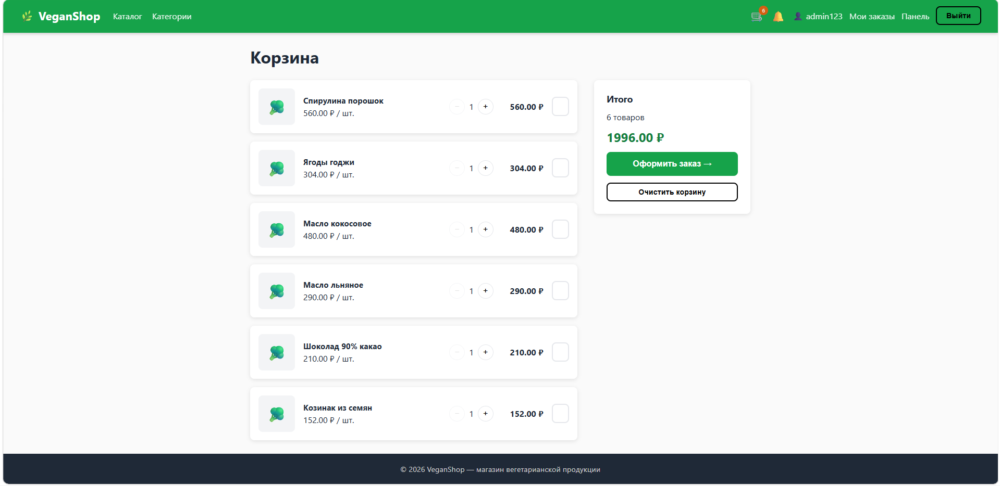 VeganShop Каталог Категории 6 admin123 Мои заказы Панель Выйти
Корзина
Спирулина порошок
560.00 ₽ / шт.
− 1 + 560.00 ₽
Ягоды годжи
304.00 ₽ / шт.
− 1 + 304.00 ₽
Масло кокосовое
480.00 ₽ / шт.
− 1 + 480.00 ₽
Масло льняное
290.00 ₽ / шт.
− 1 + 290.00 ₽
Шоколад 90% какао
210.00 ₽ / шт.
− 1 + 210.00 ₽
Козинак из семян
152.00 ₽ / шт.
− 1 + 152.00 ₽
Итого
6 товаров
1996.00 ₽
Оформить заказ →
Очистить корзину
© 2026 VeganShop — магазин вегетарианской продукции